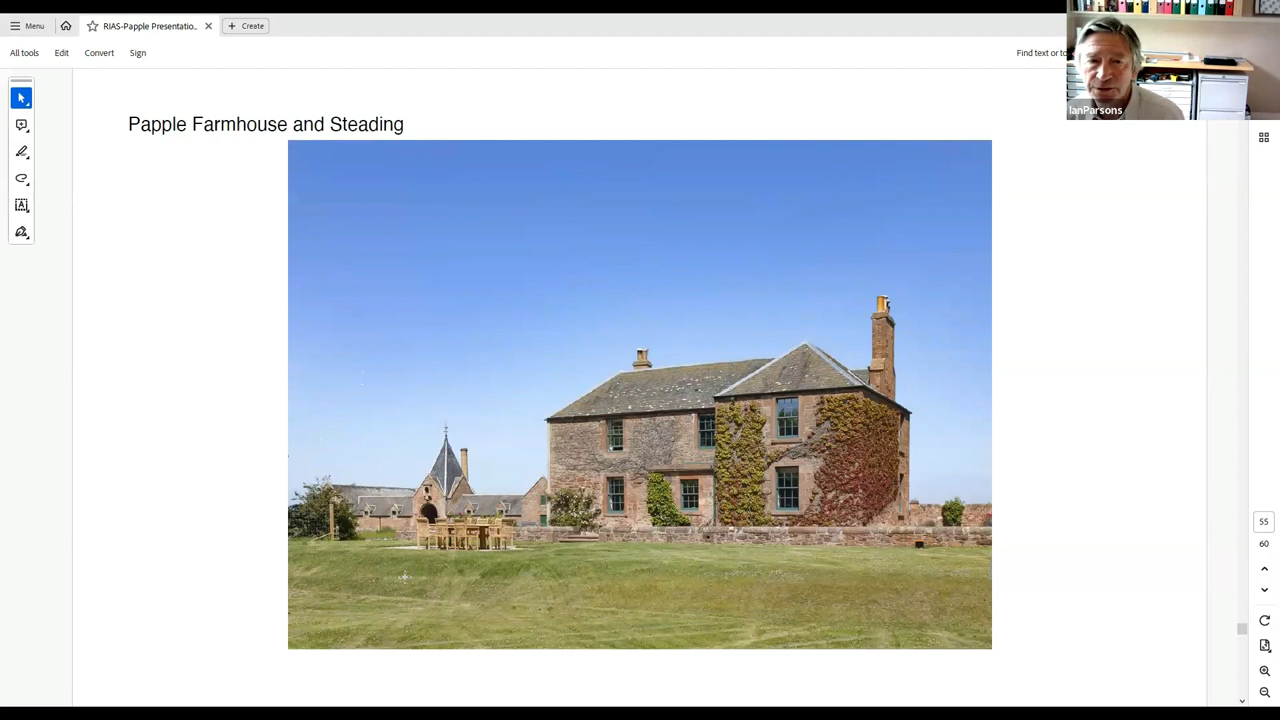 Menu
RIAS-Papple Presentatio...
Create
All tools
Edit
Convert
Sign
Find text or to
IanParsons
Papple Farmhouse and Steading
55
60